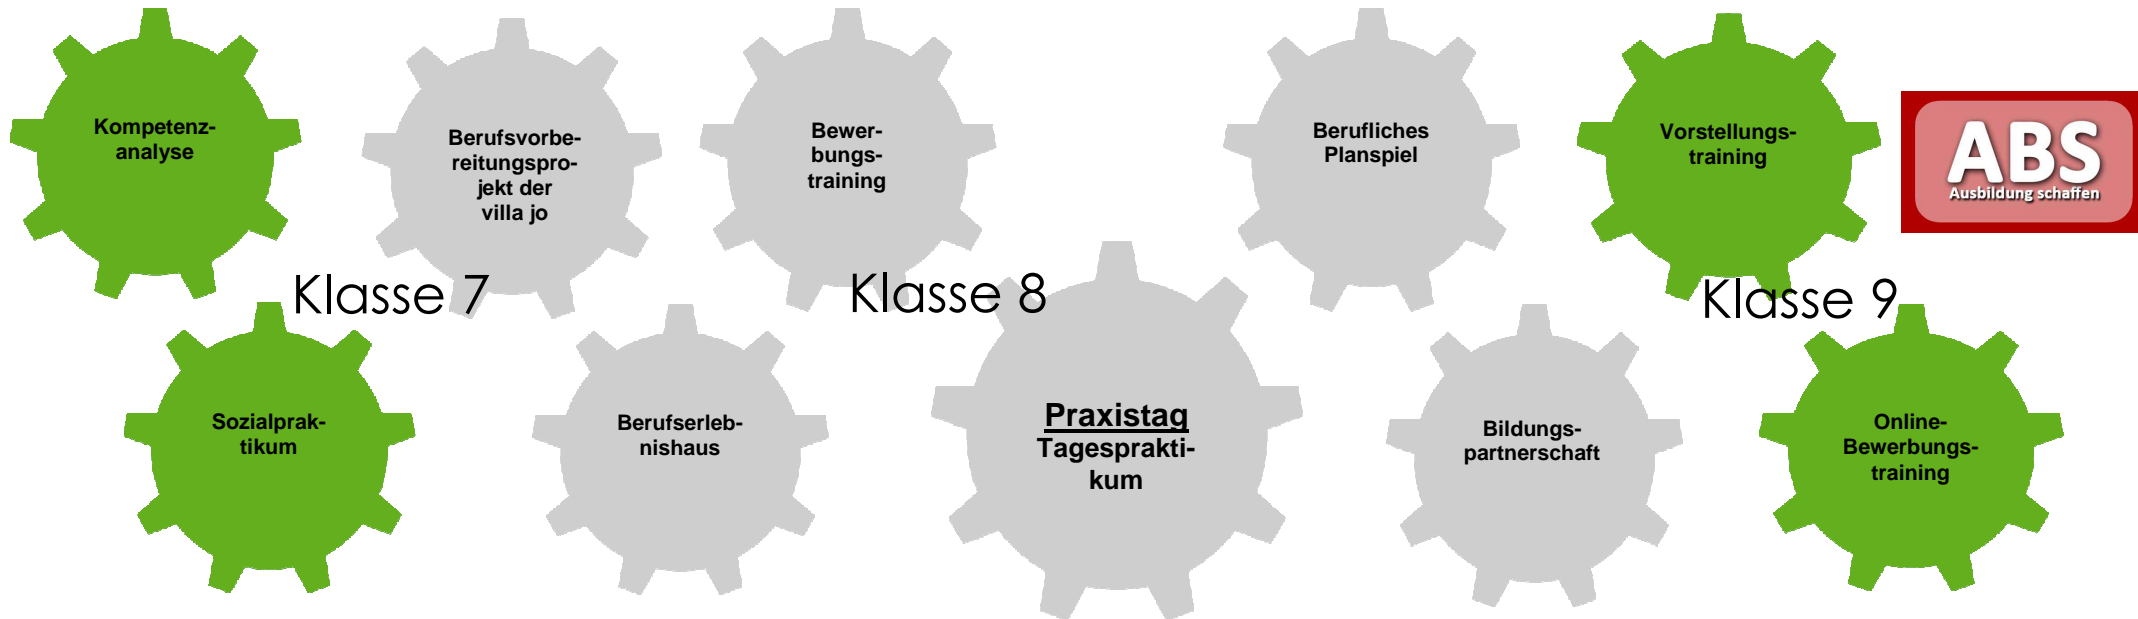 Kompetenz-
analyse
Berufsvorbe-
reitungspro-
jekt der
villa jo
Bewer-
bungs-
training
Berufliches
Planspiel
Vorstellungs-
training
ABS
Ausbildung schaffen
Klasse 7
Klasse 8
Klasse 9
Sozialprak-
tikum
Berufserleb-
nishaus
Praxistag
Tagesprakti-
kum
Bildungs-
partnerschaft
Online-
Bewerbungs-
training